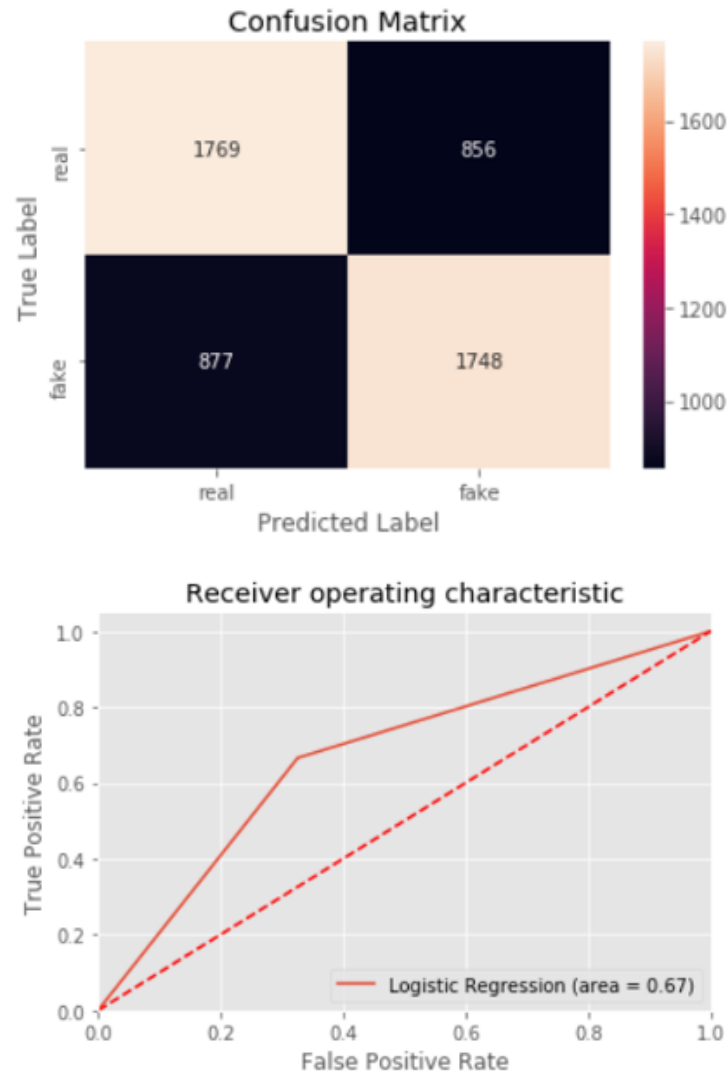 Confusion Matrix
real
1769
856
fake
877
1748
real
fake
True Label
Predicted Label
1600
1400
1200
1000
Receiver operating characteristic
1.0
0.8
0.6
0.4
0.2
0.0
True Positive Rate
Logistic Regression (area = 0.67)
0.0
0.2
0.4
0.6
0.8
1.0
False Positive Rate